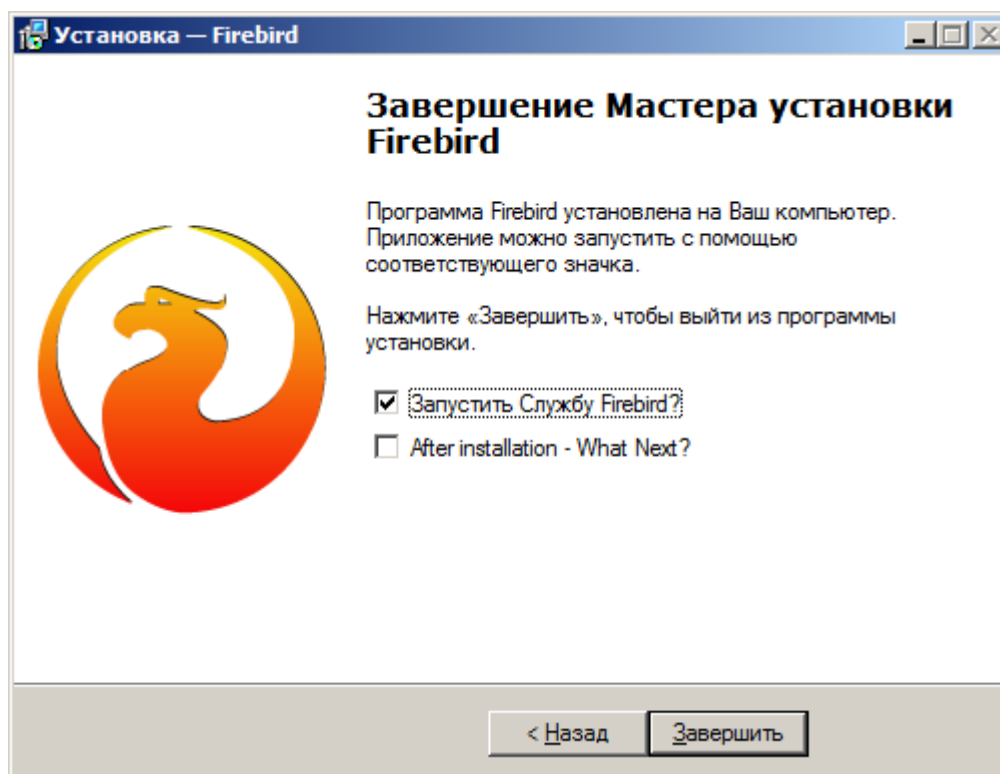 Установка — Firebird
Завершение Мастера установки
Firebird
Программа Firebird установлена на Ваш компьютер.
Приложение можно запустить с помощью
соответствующего значка.
Нажмите «Завершить», чтобы выйти из программы
установки.
Запустить Службу Firebird?
After installation - What Next?
< Назад
Завершить